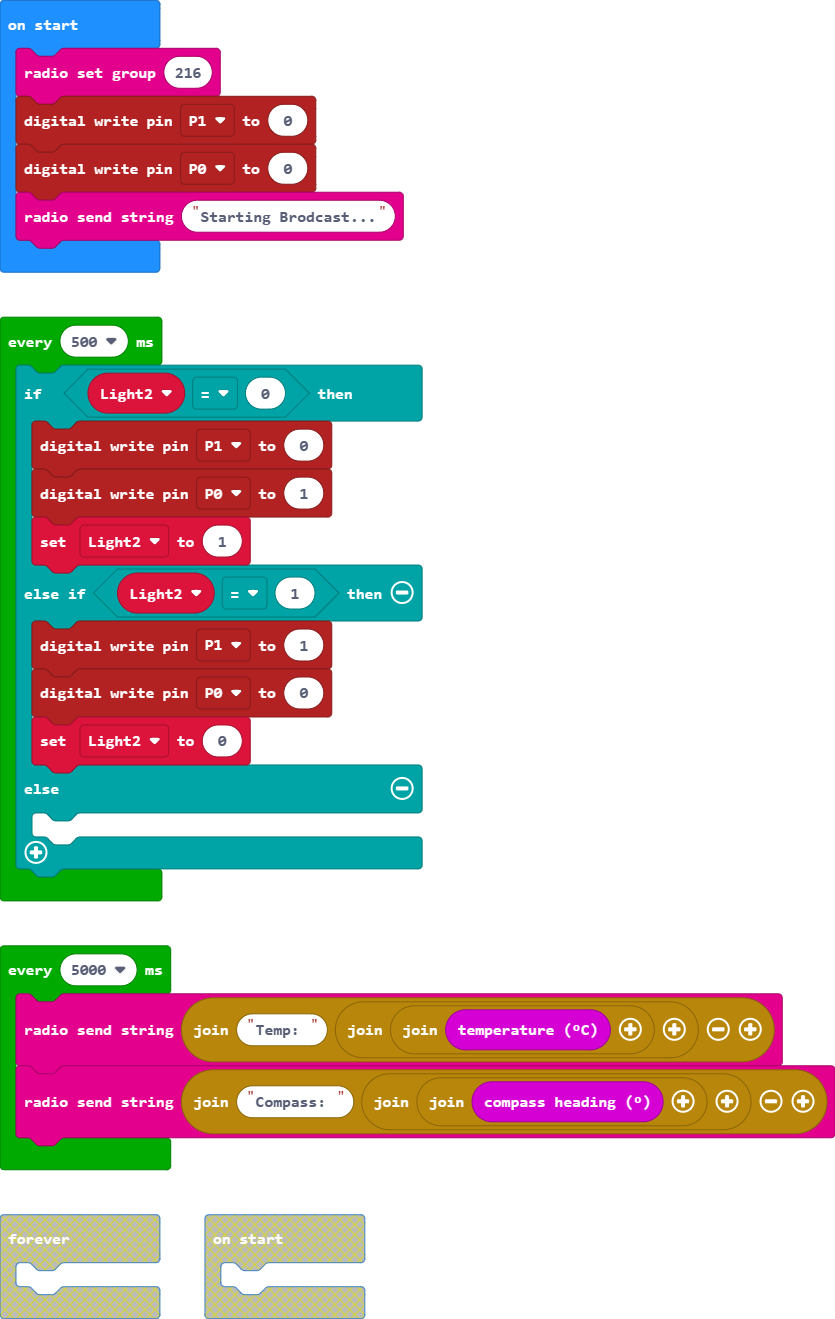 on start
radio set group 216
digital write pin P1 to 0
digital write pin P0 to 0
radio send string "Starting Brodcast..."
every 500 ms
if Light2 = 0 then
digital write pin P1 to 0
digital write pin P0 to 1
set Light2 to 1
else if Light2 = 1 then
digital write pin P1 to 1
digital write pin P0 to 0
set Light2 to 0
else
every 5000 ms
radio send string join "Temp: " join join temperature (ºC)
radio send string join "Compass: " join join compass heading (º)
forever on start